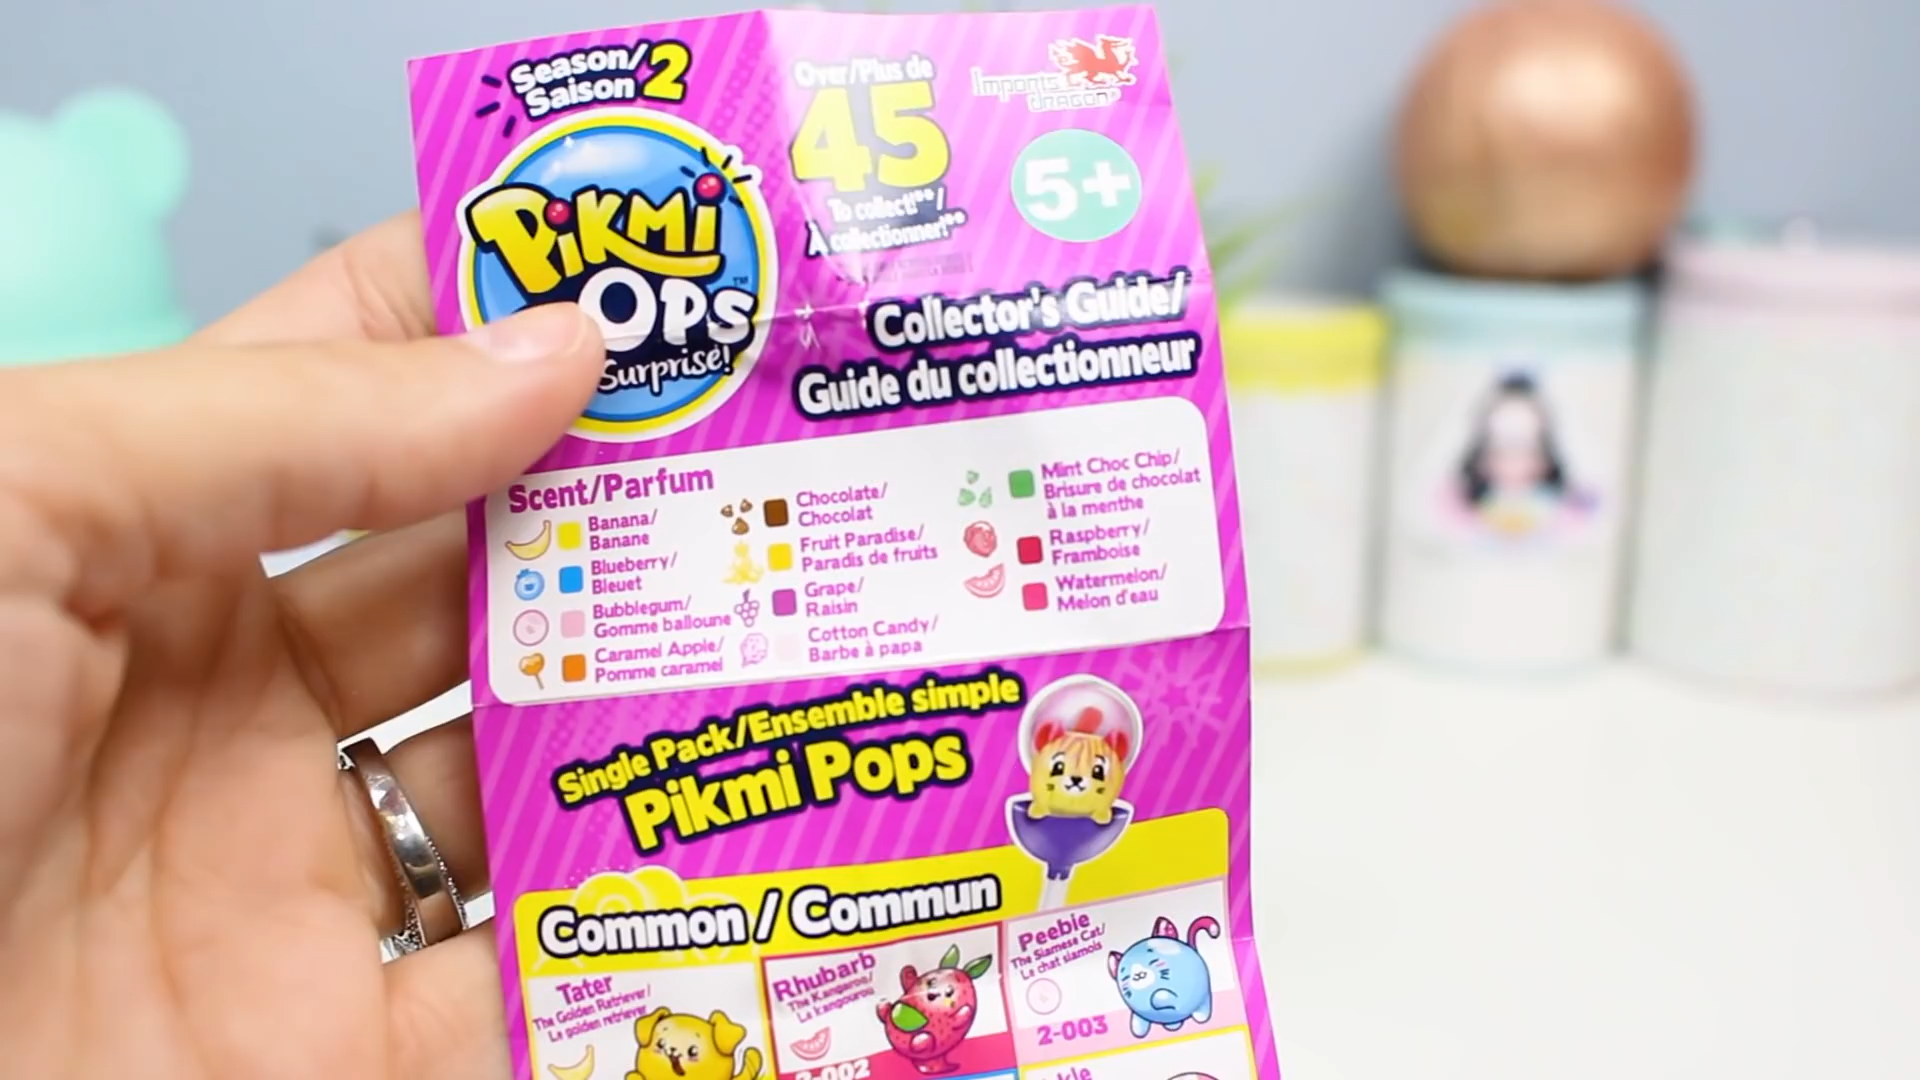 Season/
Saison 2
PiKMi
OPS™
Surprise!
Over/Plus de
45
To collect!**/
À collectionner!**
Imports
DRAGON®
5+
Collector's Guide/
Guide du collectionneur
Scent/Parfum
Banana/
Banane
Blueberry/
Bleuet
Bubblegum/
Gomme balloune
Caramel Apple/
Pomme caramel
Chocolate/
Chocolat
Fruit Paradise/
Paradis de fruits
Grape/
Raisin
Cotton Candy/
Barbe à papa
Mint Choc Chip/
Brisure de chocolat
à la menthe
Raspberry/
Framboise
Watermelon/
Melon d'eau
Single Pack/Ensemble simple
Pikmi Pops
Common / Commun
Tater
The Golden Retriever/
Le golden retriever
Rhubarb
The Kangaroo/
Le kangourou
2-002
Peebie
The Siamese Cat/
Le chat siamois
2-003